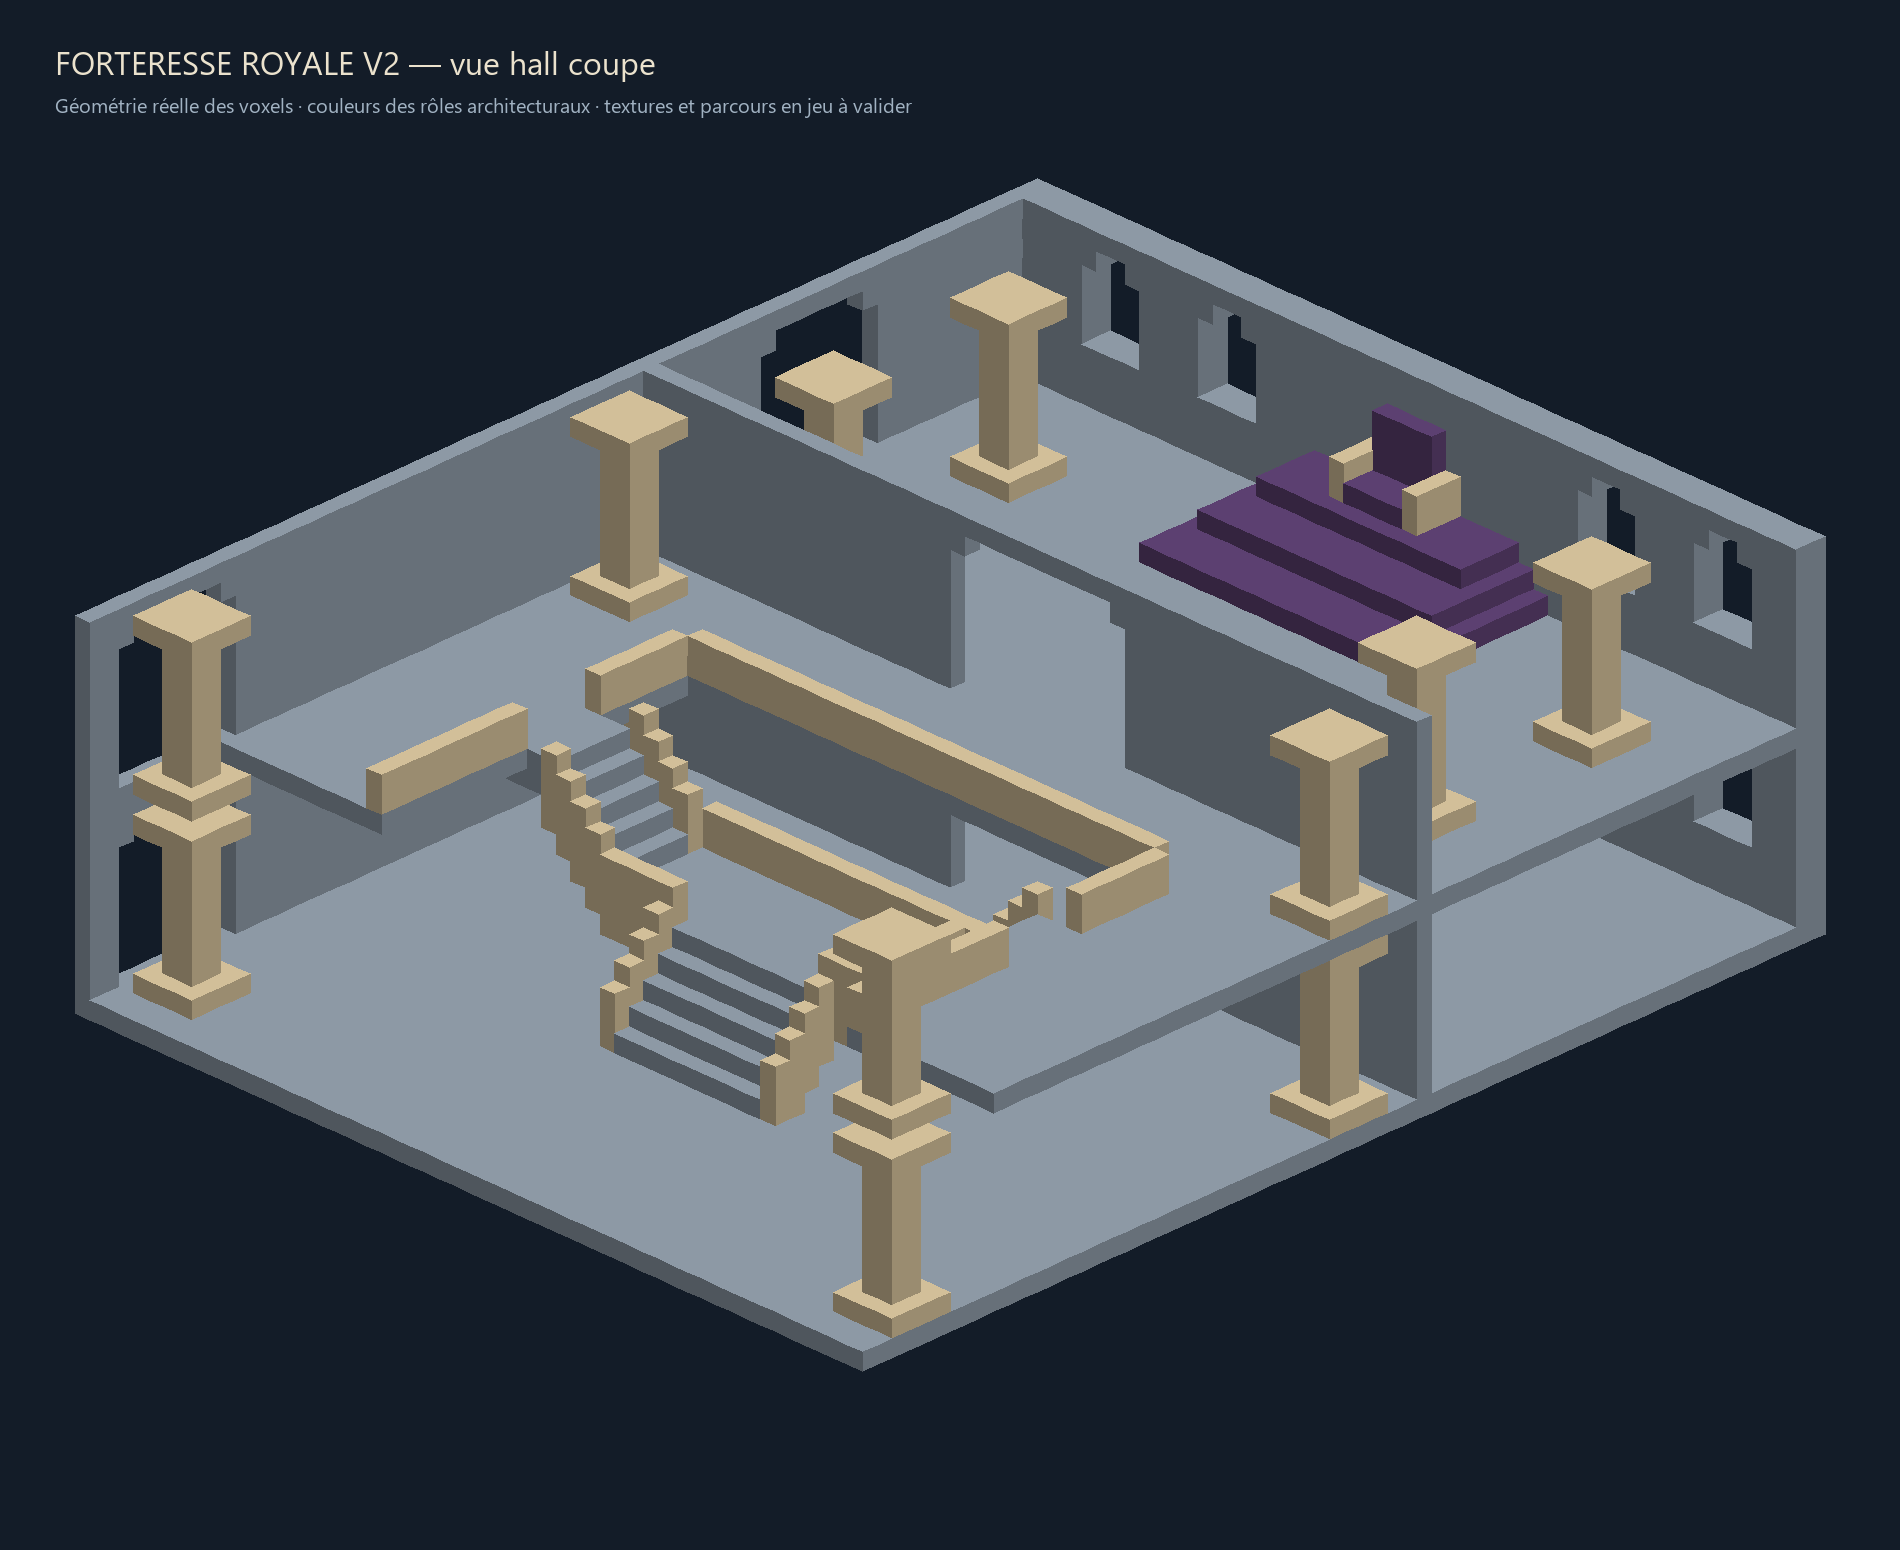 FORTERESSE ROYALE V2 — vue hall coupe
Géométrie réelle des voxels · couleurs des rôles architecturaux · textures et parcours en jeu à valider